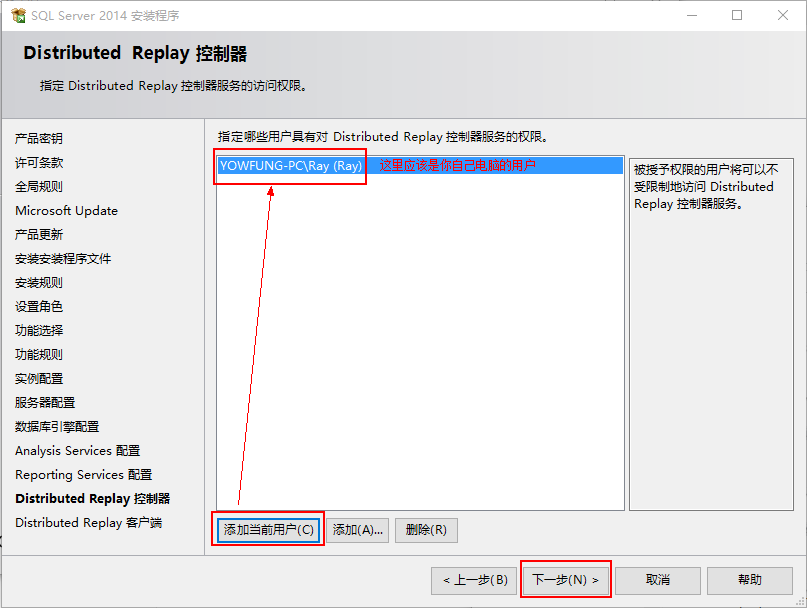 SQL Server 2014 安装程序
Distributed Replay 控制器
指定 Distributed Replay 控制器服务的访问权限。
产品密钥
许可条款
全局规则
Microsoft Update
产品更新
安装安装程序文件
安装规则
设置角色
功能选择
功能规则
实例配置
服务器配置
数据库引擎配置
Analysis Services 配置
Reporting Services 配置
Distributed Replay 控制器
Distributed Replay 客户端
指定哪些用户具有对 Distributed Replay 控制器服务的权限。
YOWFUNG-PC\Ray (Ray) 这里应该是你自己电脑的用户
被授予权限的用户将可以不
受限制地访问 Distributed
Replay 控制器服务。
添加当前用户(C) 添加(A)... 删除(R)
< 上一步(B) 下一步(N) > 取消 帮助